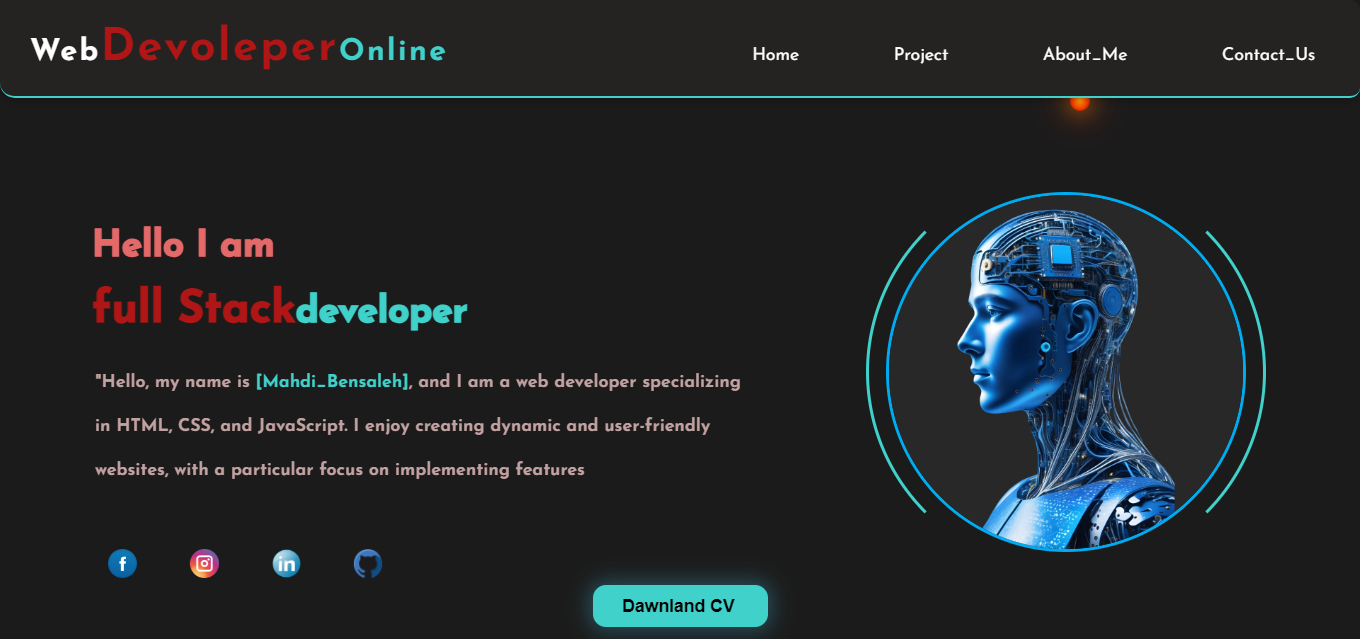 WebDevoleperOnline
Home Project About_Me Contact_Us
Hello I am
full Stackdeveloper
"Hello, my name is [Mahdi_Bensaleh], and I am a web developer specializing
in HTML, CSS, and JavaScript. I enjoy creating dynamic and user-friendly
websites, with a particular focus on implementing features
f in
Dawnland CV